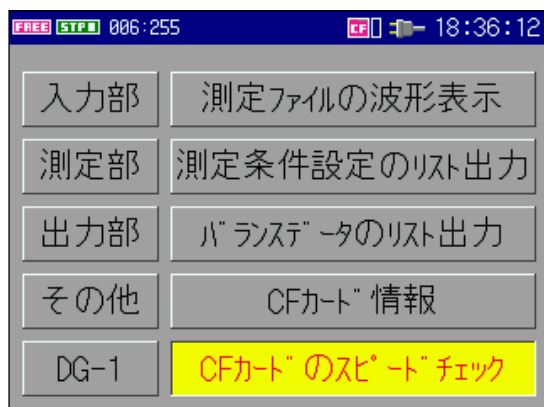 FREE STP 006:255 CF 18:36:12
入力部 測定ファイルの波形表示
測定部 測定条件設定のリスト出力
出力部 バランスデータのリスト出力
その他 CFカード情報
DG-1 CFカードのスピードチェック